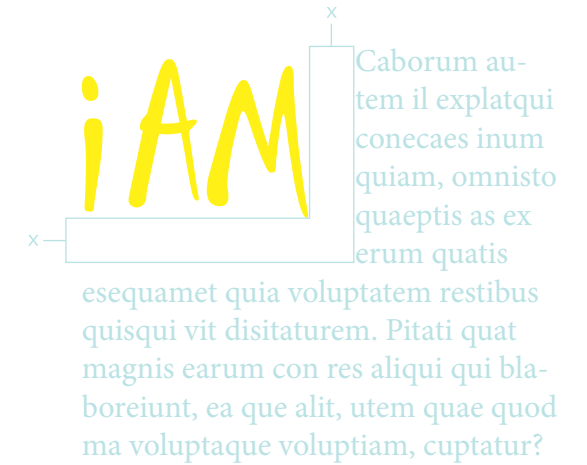 x
iAM
x
Caborum au-
tem il explatqui
conecaes inum
quiam, omnisto
quaeptis as ex
erum quatis
esequamet quia voluptatem restibus
quisqui vit disitaturem. Pitati quat
magnis earum con res aliqui qui bla-
boreiunt, ea que alit, utem quae quod
ma voluptaque voluptiam, cuptatur?